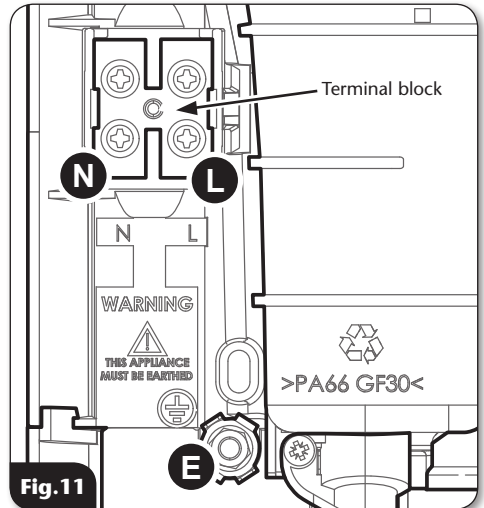 Terminal block
N L
N L
WARNING
THIS APPLIANCE
MUST BE EARTHED
>PA66 GF30<
E
Fig.11